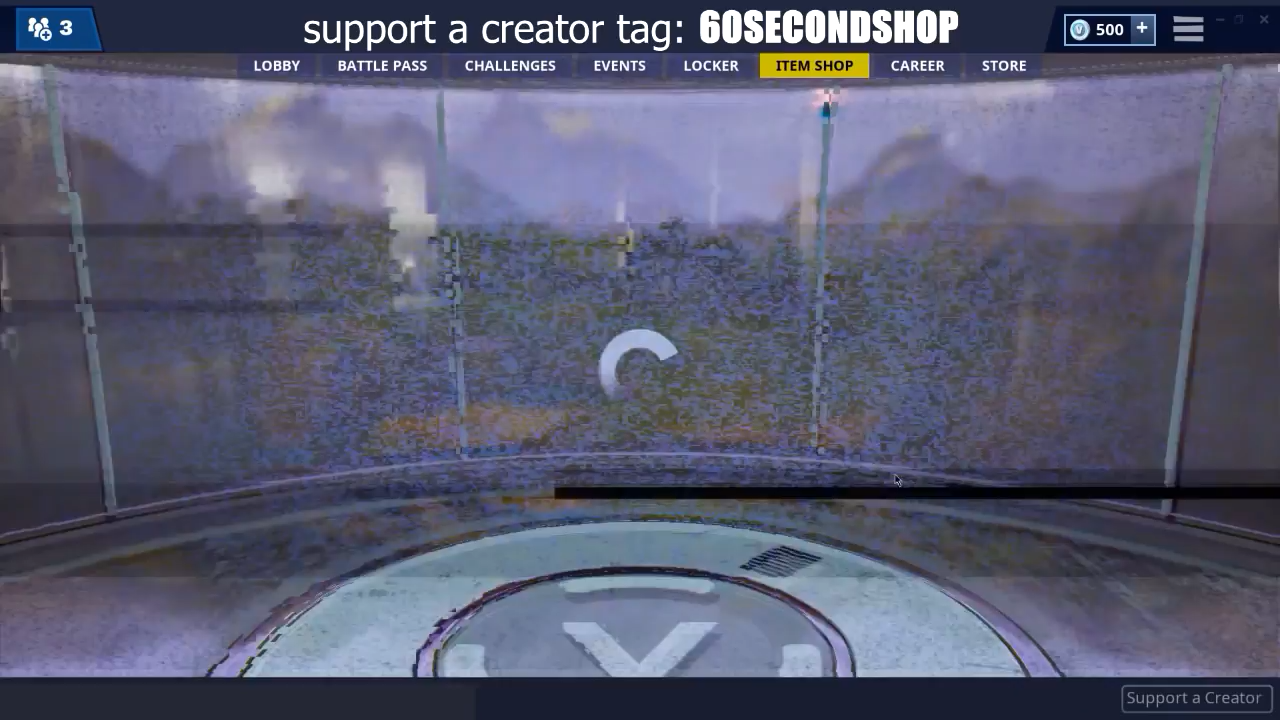 3
support a creator tag: 60SECONDSHOP
500 +
LOBBY BATTLE PASS CHALLENGES EVENTS LOCKER ITEM SHOP CAREER STORE
Support a Creator